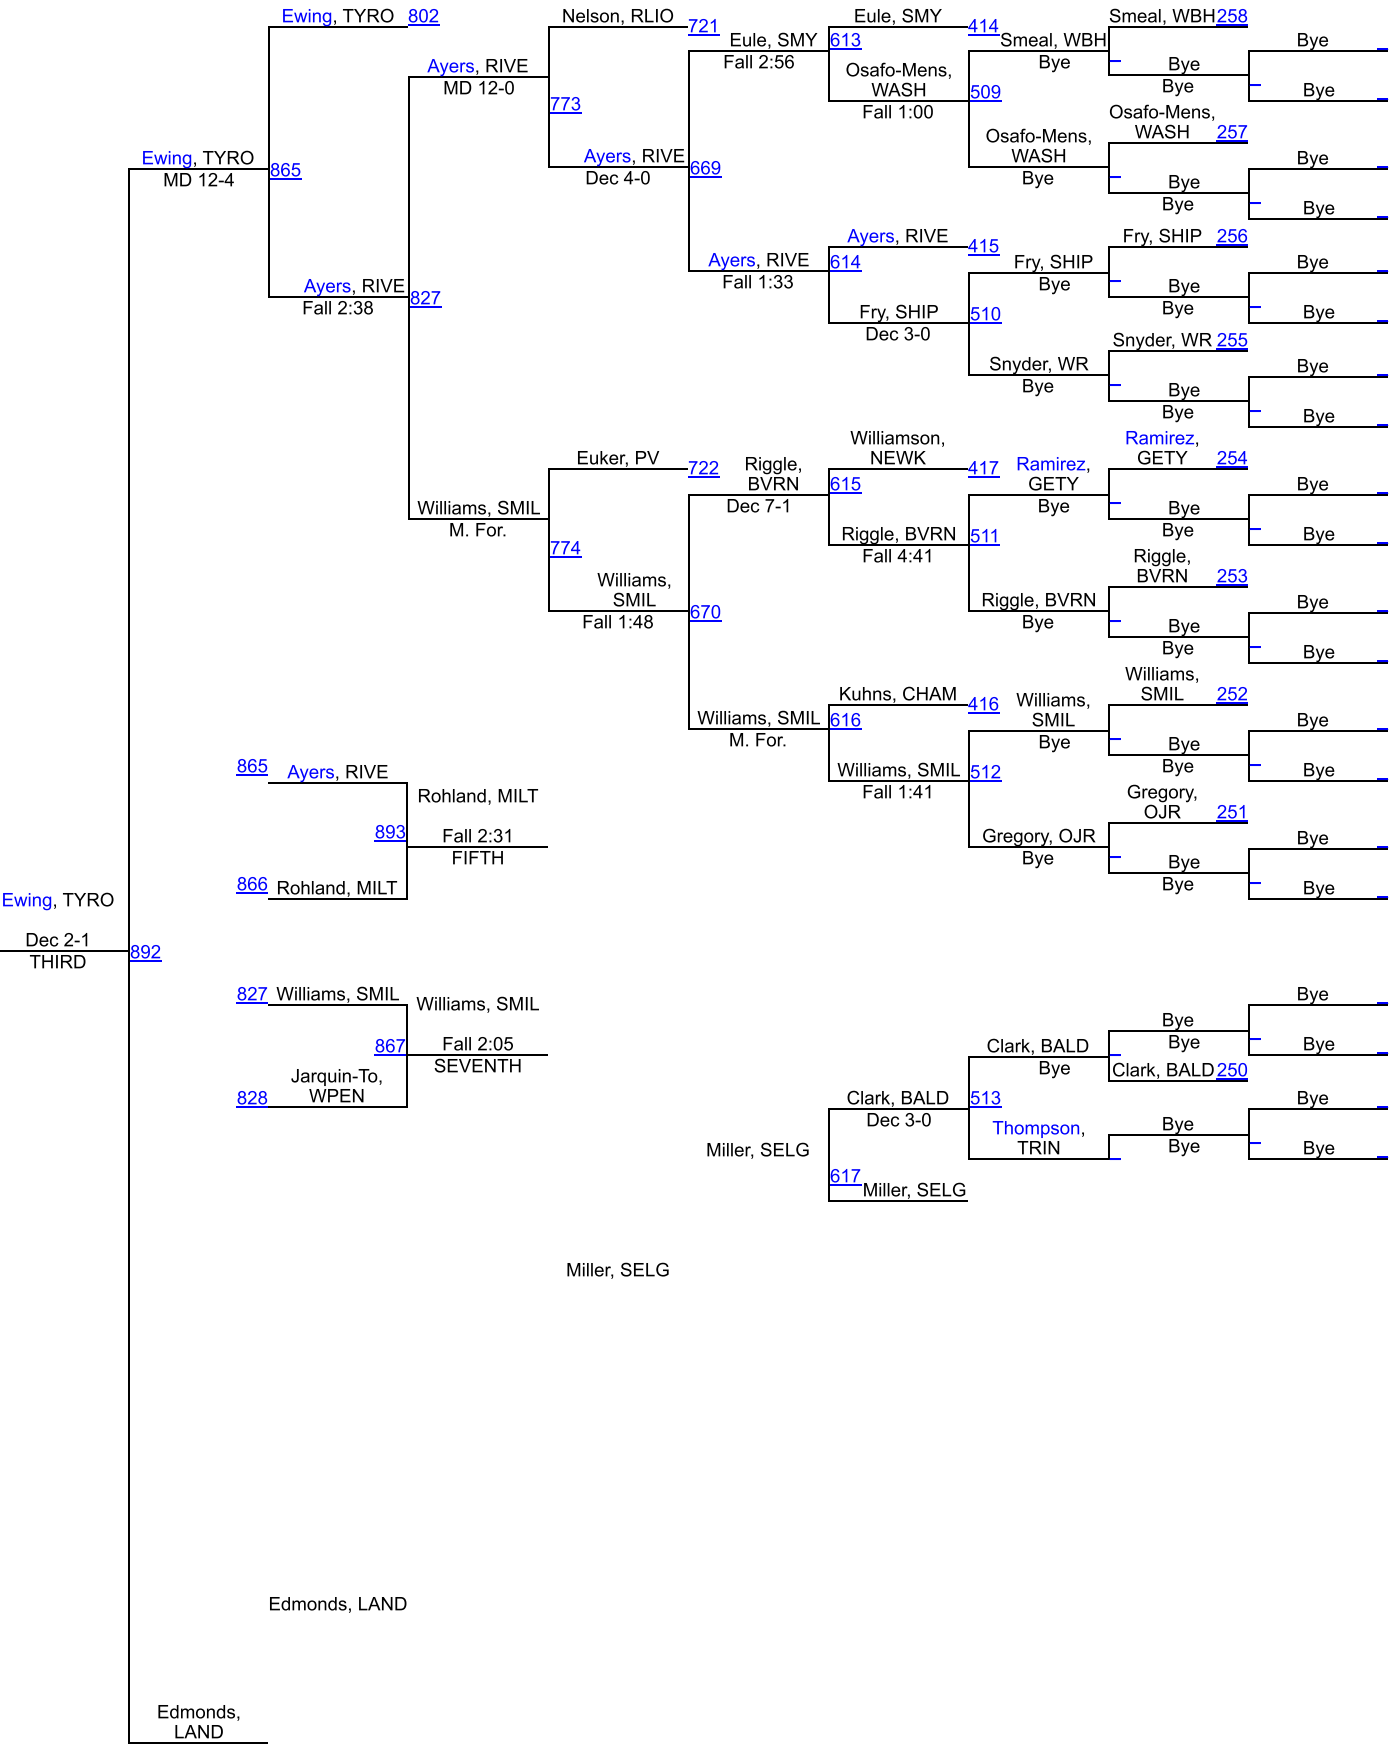 Ewing, TYRO 802
Nelson, RLIO
721
Eule, SMY
414
Smeal, WBH 258
Ayers, RIVE
MD 12-0
773
Eule, SMY
Fall 2:56
613
Osafo-Mens,
WASH
Fall 1:00
509
Smeal, WBH
Bye
Bye
Bye
Bye
Bye
Ewing, TYRO
MD 12-4
865
Ayers, RIVE
Dec 4-0
669
Osafo-Mens,
WASH
Bye
Osafo-Mens,
WASH 257
Bye
Bye
Bye
Bye
Ayers, RIVE
Fall 2:38
827
Ayers, RIVE
Fall 1:33
614
Ayers, RIVE
415
Fry, SHIP
Dec 3-0
510
Fry, SHIP
Bye
Fry, SHIP 256
Bye
Bye
Bye
Bye
Snyder, WR
Bye
Snyder, WR 255
Bye
Bye
Bye
Bye
Williams, SMIL
M. For.
Euker, PV
722
774
Riggle,
BVRN
Dec 7-1
615
Williamson,
NEWK
417
Riggle, BVRN
Fall 4:41
511
Ramirez,
GETY
Bye
Ramirez,
GETY 254
Bye
Bye
Bye
Bye
Williams,
SMIL
Fall 1:48
670
Riggle, BVRN
Bye
Riggle,
BVRN 253
Bye
Bye
Bye
Bye
Williams, SMIL
M. For.
616
Kuhns, CHAM
416
Williams, SMIL
Fall 1:41
512
Williams,
SMIL
Bye
Williams,
SMIL 252
Bye
Bye
Bye
Bye
Gregory, OJR
Bye
Gregory,
OJR 251
Bye
Bye
Bye
Bye
865 Ayers, RIVE
Rohland, MILT
893 Fall 2:31
FIFTH
866 Rohland, MILT
Ewing, TYRO
Dec 2-1
THIRD
892
827 Williams, SMIL
Williams, SMIL
867 Fall 2:05
SEVENTH
828
Jarquin-To,
WPEN
Bye
Bye
Bye
Bye
Clark, BALD
Bye
Clark, BALD 250
Clark, BALD
Dec 3-0
513
Thompson,
TRIN
Bye
Bye
Bye
Bye
Miller, SELG
617
Miller, SELG
Miller, SELG
Edmonds, LAND
Edmonds,
LAND